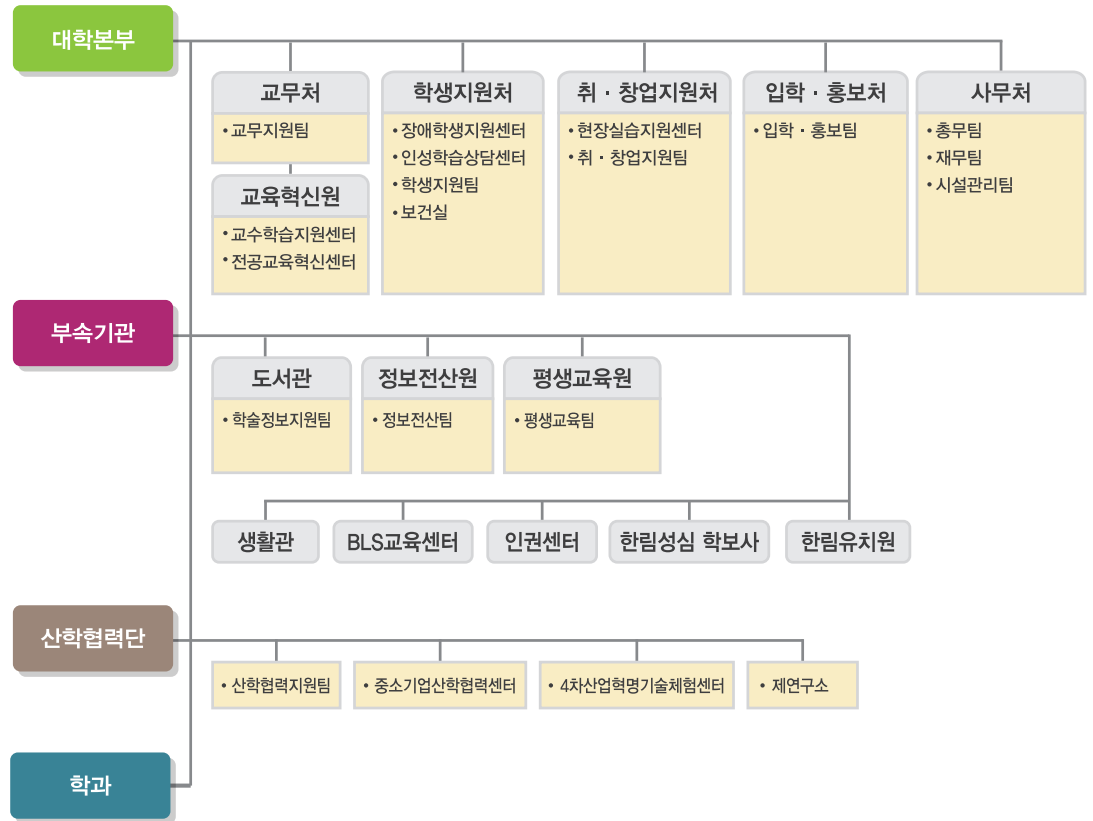 대학본부
교무처
• 교무지원팀
교육혁신원
• 교수학습지원센터
• 전공교육혁신센터
학생지원처
• 장애학생지원센터
• 인성학습상담센터
• 학생지원팀
• 보건실
취 · 창업지원처
• 현장실습지원센터
• 취 · 창업지원팀
입학 · 홍보처
• 입학 · 홍보팀
사무처
• 총무팀
• 재무팀
• 시설관리팀
부속기관
도서관
• 학술정보지원팀
정보전산원
• 정보전산팀
평생교육원
• 평생교육팀
생활관
BLS교육센터
인권센터
한림성심 학보사
한림유치원
산학협력단
• 산학협력지원팀
• 중소기업산학협력센터
• 4차산업혁명기술체험센터
• 제연구소
학과